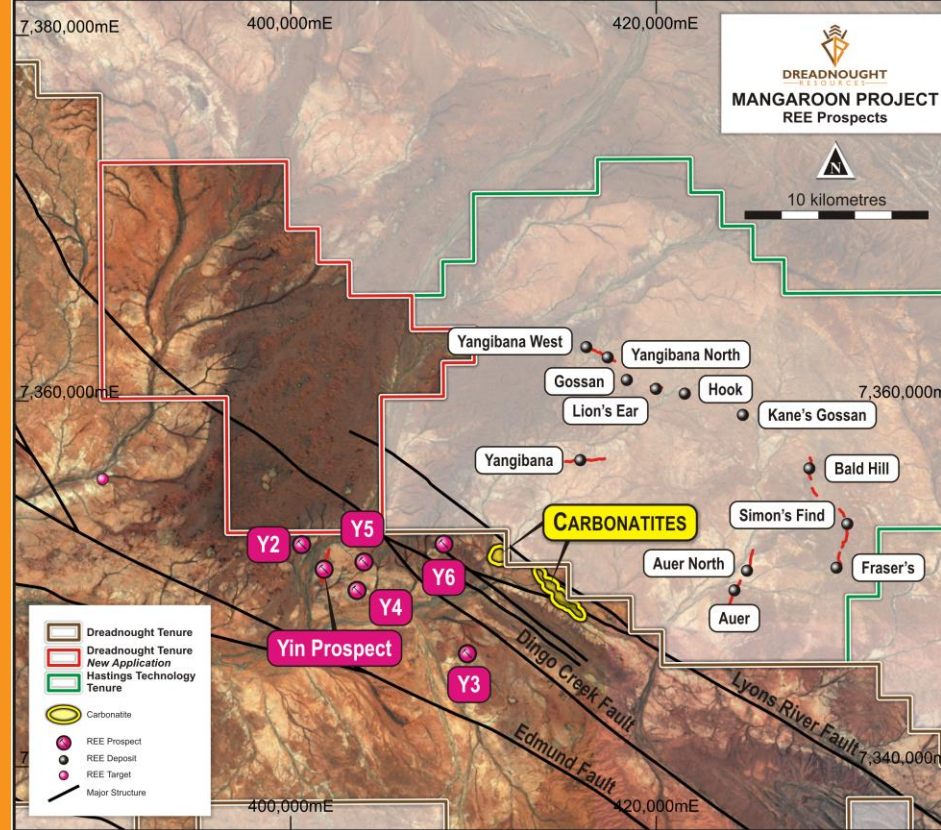 7,380,000mE
400,000mE
420,000mE
DREADNOUGHT
RESOURCES
MANGAROON PROJECT
REE Prospects
N
10 kilometres
Yangibana West
Yangibana North
Gossan
Hook
Lion's Ear
7,360,000mE
7,360,000m
Kane's Gossan
Yangibana
Bald Hill
Simon's Find
CARBONATITES
Y5
Y2
Auer North
Fraser's
Y6
Y4
Auer
Yin Prospect
Y3
Dingo Creek Fault
Lyons River Fault
Edmund Fault
Dreadnought Tenure
Dreadnought Tenure
New Application
Hastings Technology
Tenure
Carbonatite
REE Prospect
REE Deposit
REE Target
Major Structure
7,340,000m
400,000mE
420,000mE